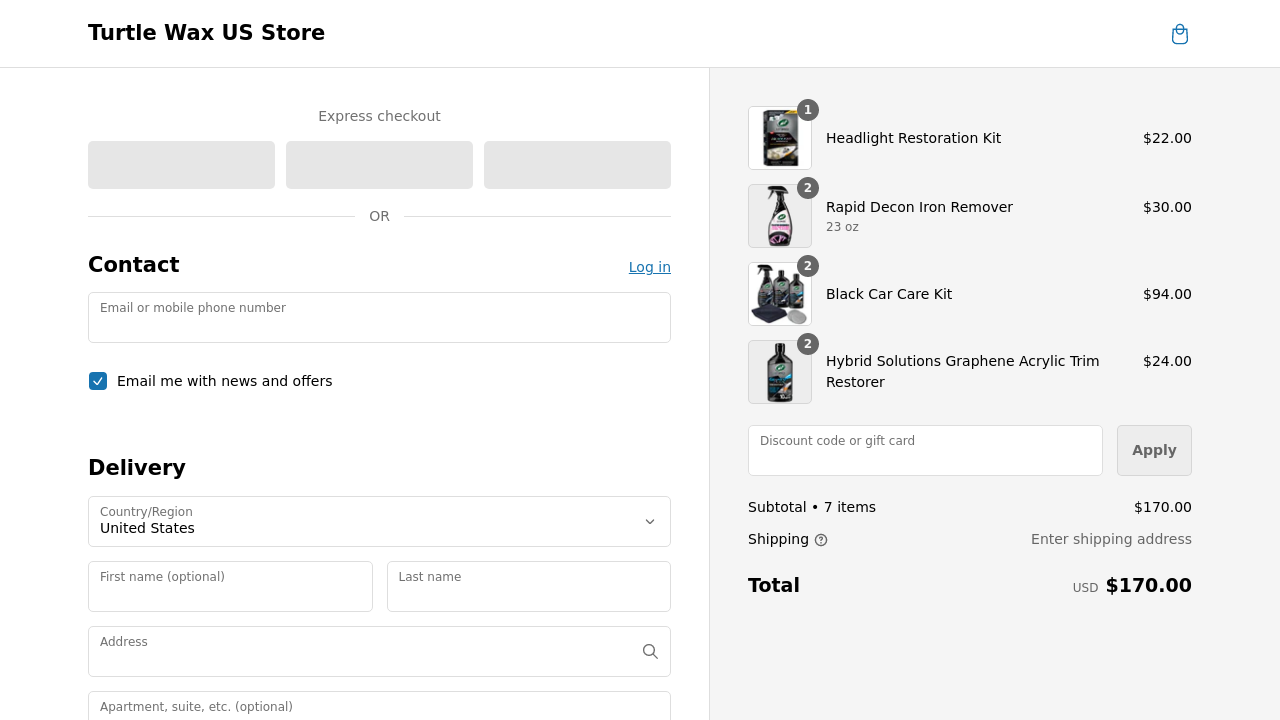 Turtle Wax US Store
Express checkout
OR
Contact
Log in
Email or mobile phone number
Email me with news and offers
Delivery
Country/Region
United States
First name (optional)
Last name
Address
Apartment, suite, etc. (optional)
1
Headlight Restoration Kit
$22.00
2
Rapid Decon Iron Remover
$30.00
23 oz
2
Black Car Care Kit
$94.00
2
Hybrid Solutions Graphene Acrylic Trim
Restorer
$24.00
Discount code or gift card
Apply
Subtotal • 7 items
$170.00
Shipping
Enter shipping address
Total
USD $170.00